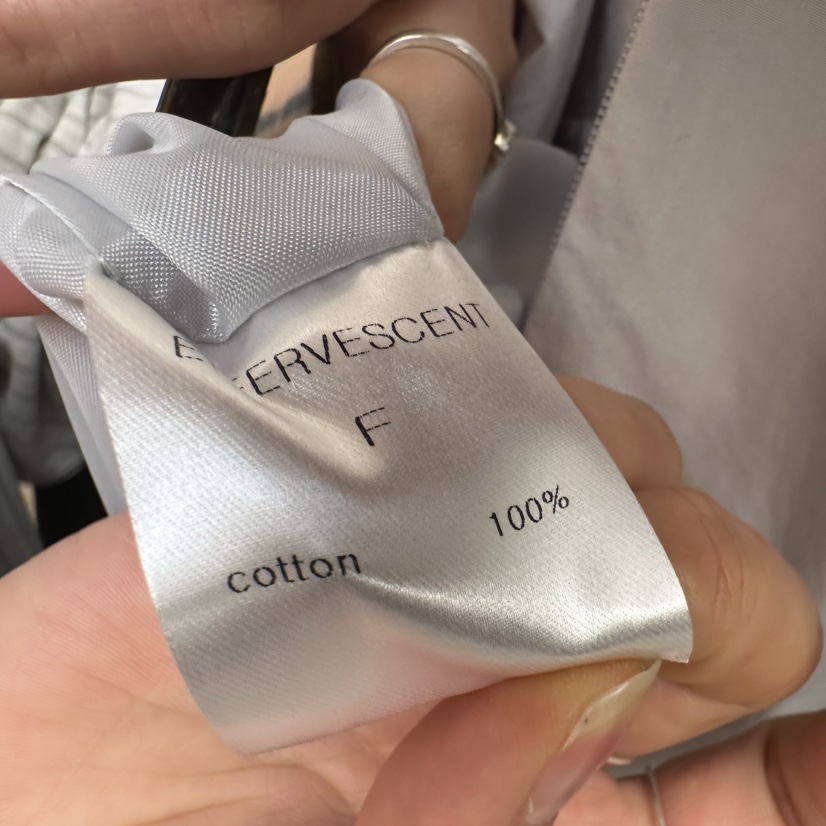 EFFERVESCENT
F
cotton 100%